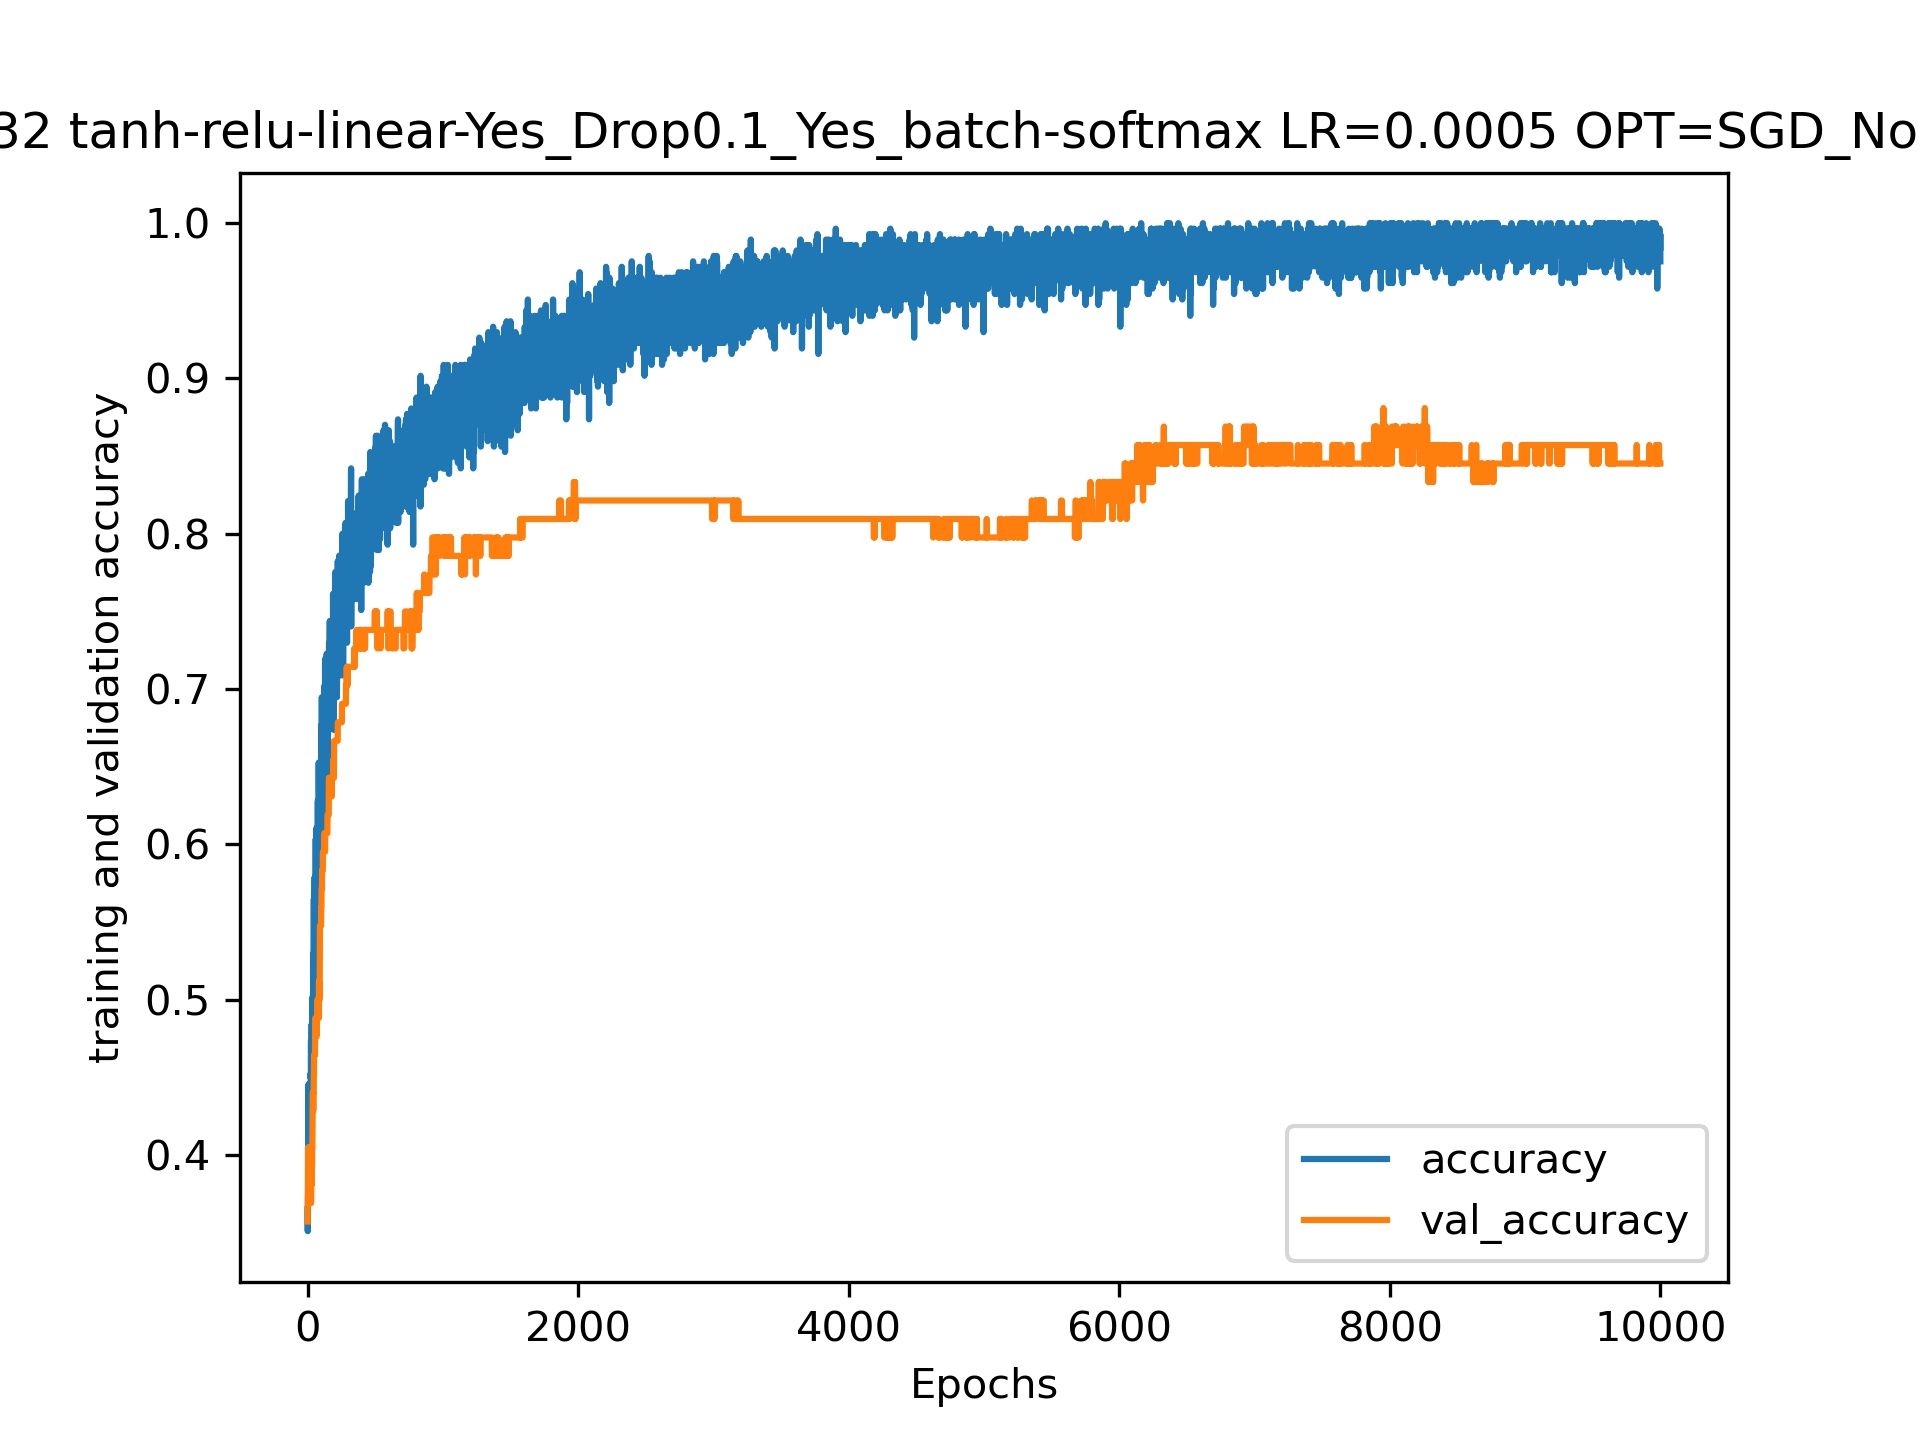 32 tanh-relu-linear-Yes_Drop0.1_Yes_batch-softmax LR=0.0005 OPT=SGD_No
1.0
0.9
0.8
0.7
0.6
0.5
0.4
training and validation accuracy
accuracy
val_accuracy
0 2000 4000 6000 8000 10000
Epochs